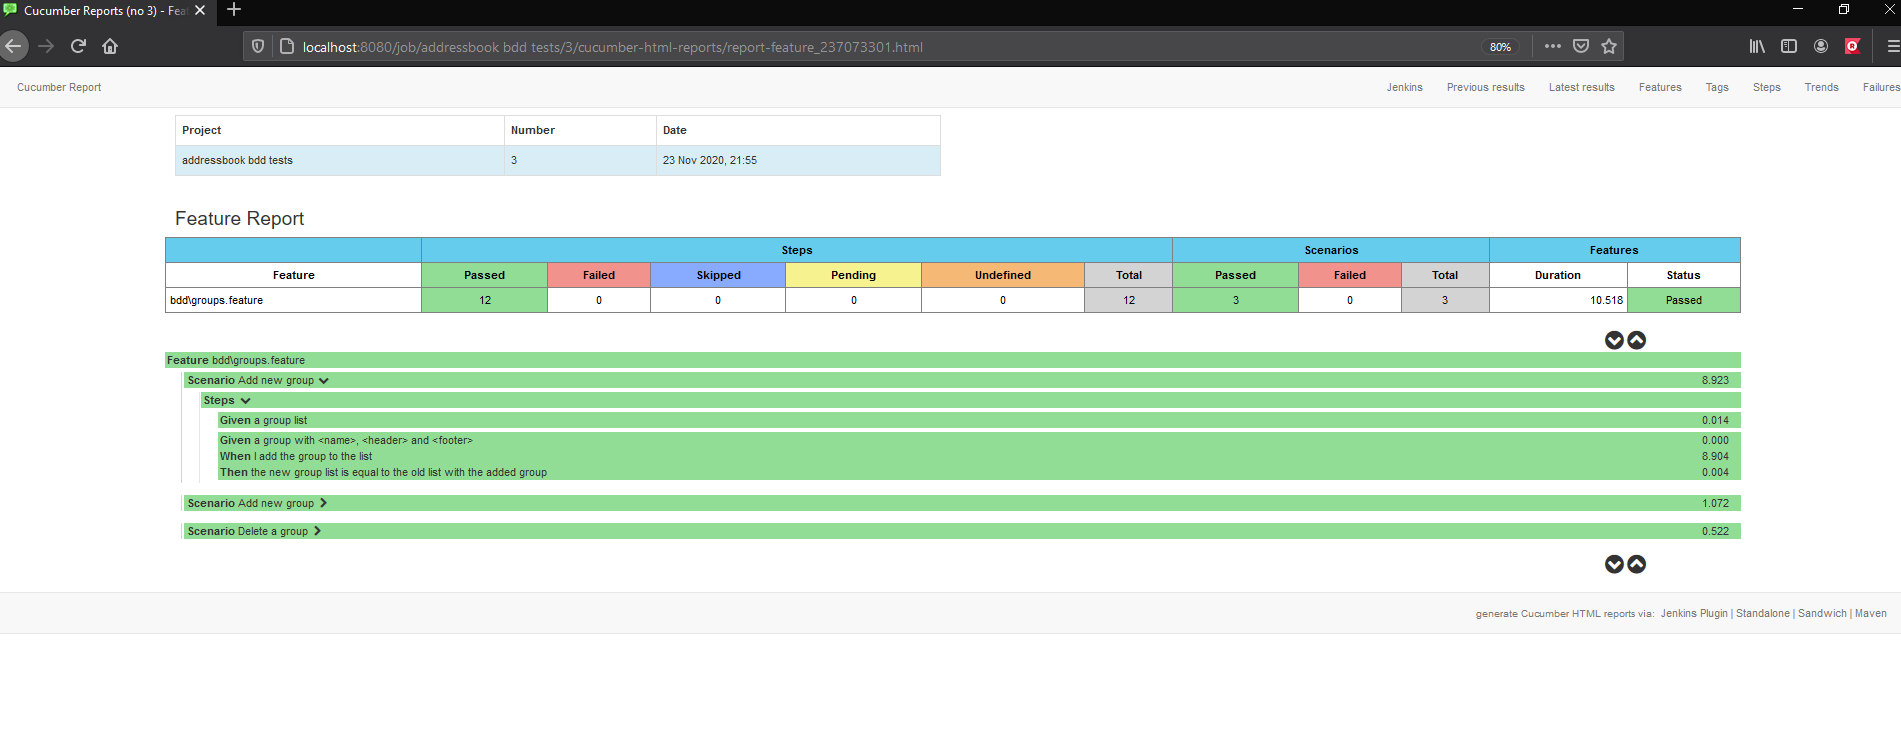 Cucumber Reports (no 3) - Fea
localhost:8080/job/addressbook bdd tests/3/cucumber-html-reports/report-feature_237073301.html 80%
Cucumber Report Jenkins Previous results Latest results Features Tags Steps Trends Failures
Project Number Date
addressbook bdd tests 3 23 Nov 2020, 21:55
Feature Report
Steps Scenarios Features
Feature Passed Failed Skipped Pending Undefined Total Passed Failed Total Duration Status
bdd\groups.feature 12 0 0 0 0 12 3 0 3 10.518 Passed
Feature bdd\groups.feature
Scenario Add new group 8.923
Steps
Given a group list 0.014
Given a group with <name>, <header> and <footer> 0.000
When I add the group to the list 8.904
Then the new group list is equal to the old list with the added group 0.004
Scenario Add new group 1.072
Scenario Delete a group 0.522
generate Cucumber HTML reports via: Jenkins Plugin | Standalone | Sandwich | Maven